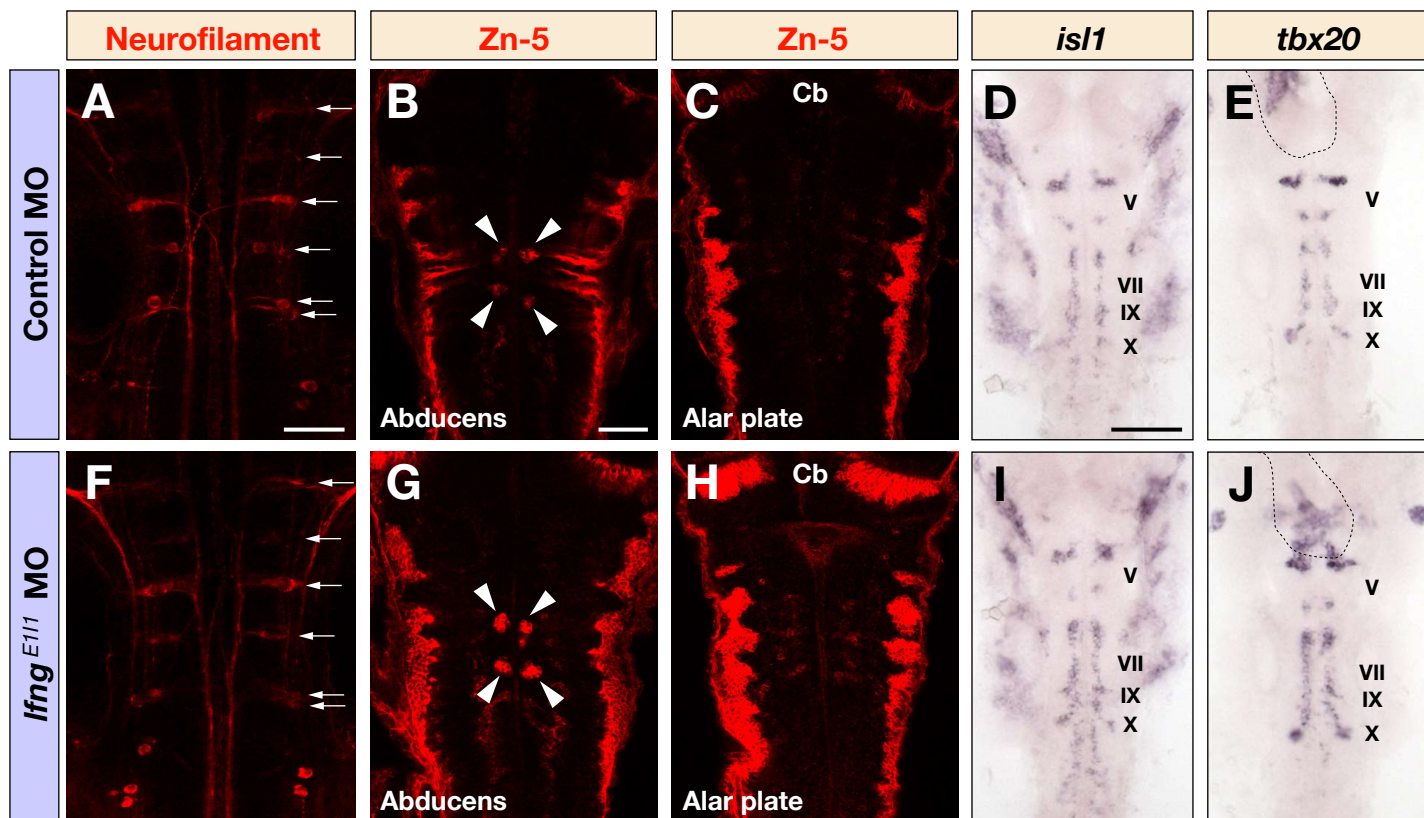 Neurofilament
Zn-5
Zn-5
isl1
tbx20
Control MO
A
B
Abducens
C
Cb
Alar plate
D
V
VII
IX
X
E
V
VII
IX
X
lfng E1I1 MO
F
G
Abducens
H
Cb
Alar plate
I
V
VII
IX
X
J
V
VII
IX
X